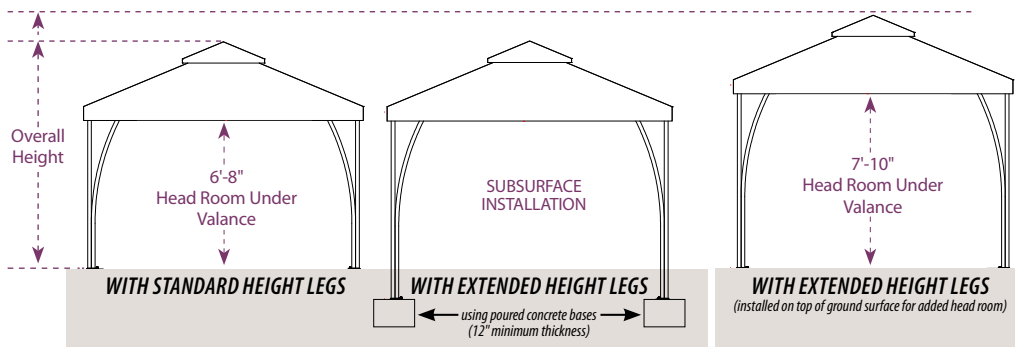 Overall
Height
6'-8"
Head Room Under
Valance
WITH STANDARD HEIGHT LEGS
SUBSURFACE
INSTALLATION
WITH EXTENDED HEIGHT LEGS
using poured concrete bases
(12" minimum thickness)
7'-10"
Head Room Under
Valance
WITH EXTENDED HEIGHT LEGS
(installed on top of ground surface for added head room)